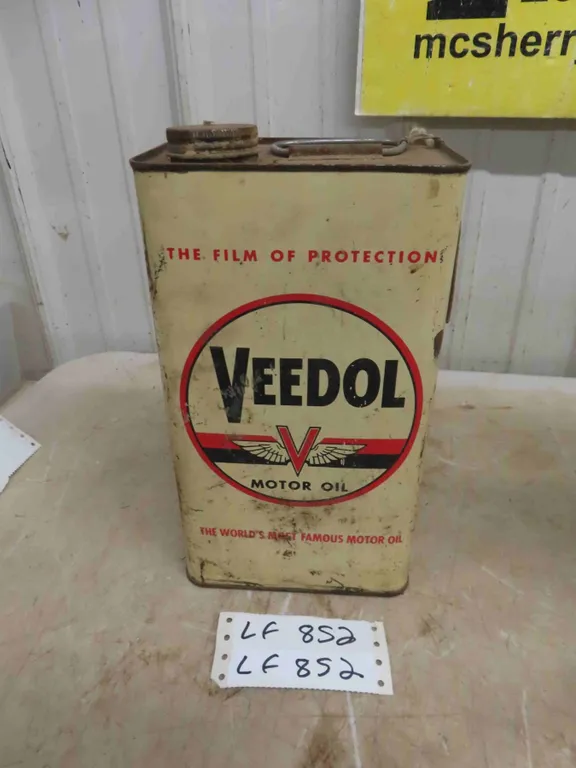 mcsherry
THE FILM OF PROTECTION
VEEDOL
V
MOTOR OIL
THE WORLD'S MOST FAMOUS MOTOR OIL
LF 852
LF 852